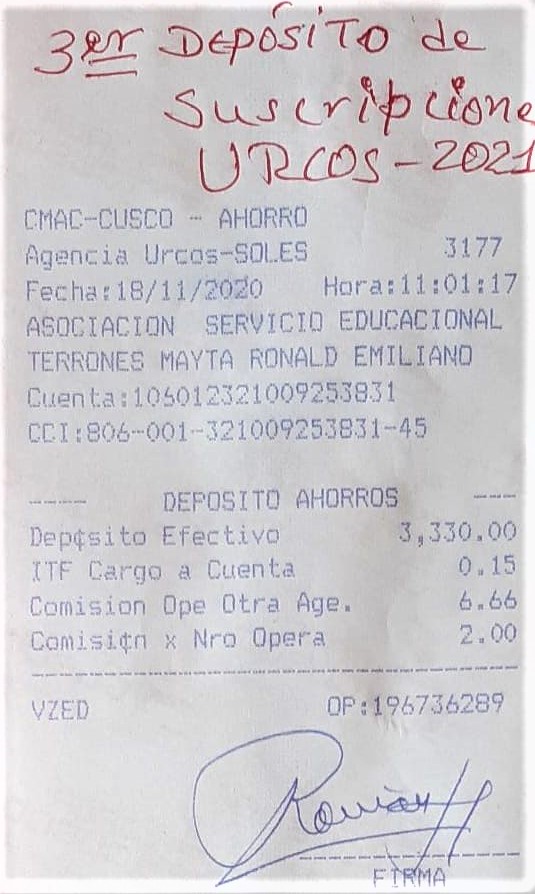 3er DEPÓSITO de
suscripcione
URCOS-2021
CMAC-CUSCO - AHORRO
Agencia Urcos-SOLES 3177
Fecha:18/11/2020 Hora:11:01:17
ASOCIACION SERVICIO EDUCACIONAL
TERRONES MAYTA RONALD EMILIANO
Cuenta:106012321009253831
CCI:806-001-321009253831-45
---- DEPOSITO AHORROS ---
Dep¢sito Efectivo 3,330.00
ITF Cargo a Cuenta 0.15
Comision Ope Otra Age. 6.66
Comisi¢n x Nro Opera 2.00
VZED OP:196736289
FIRMA